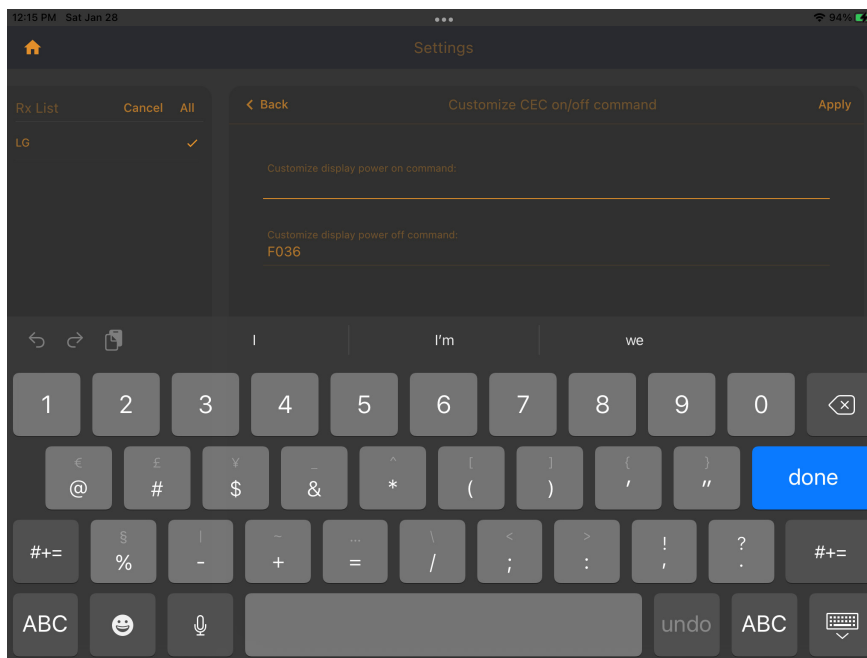 12:15 PM Sat Jan 28
94%
Settings
Rx List Cancel All
LG
Back Customize CEC on/off command Apply
Customize display power on command:
Customize display power off command:
F036
I I'm we
1 2 3 4 5 6 7 8 9 0
€ £ ¥ _ ^ [ ] { }
@ # $ & * ( ) ' "
done
§ | ~ … \ < > ! ?
#+= % - + = / ; : , . #+=
ABC undo ABC